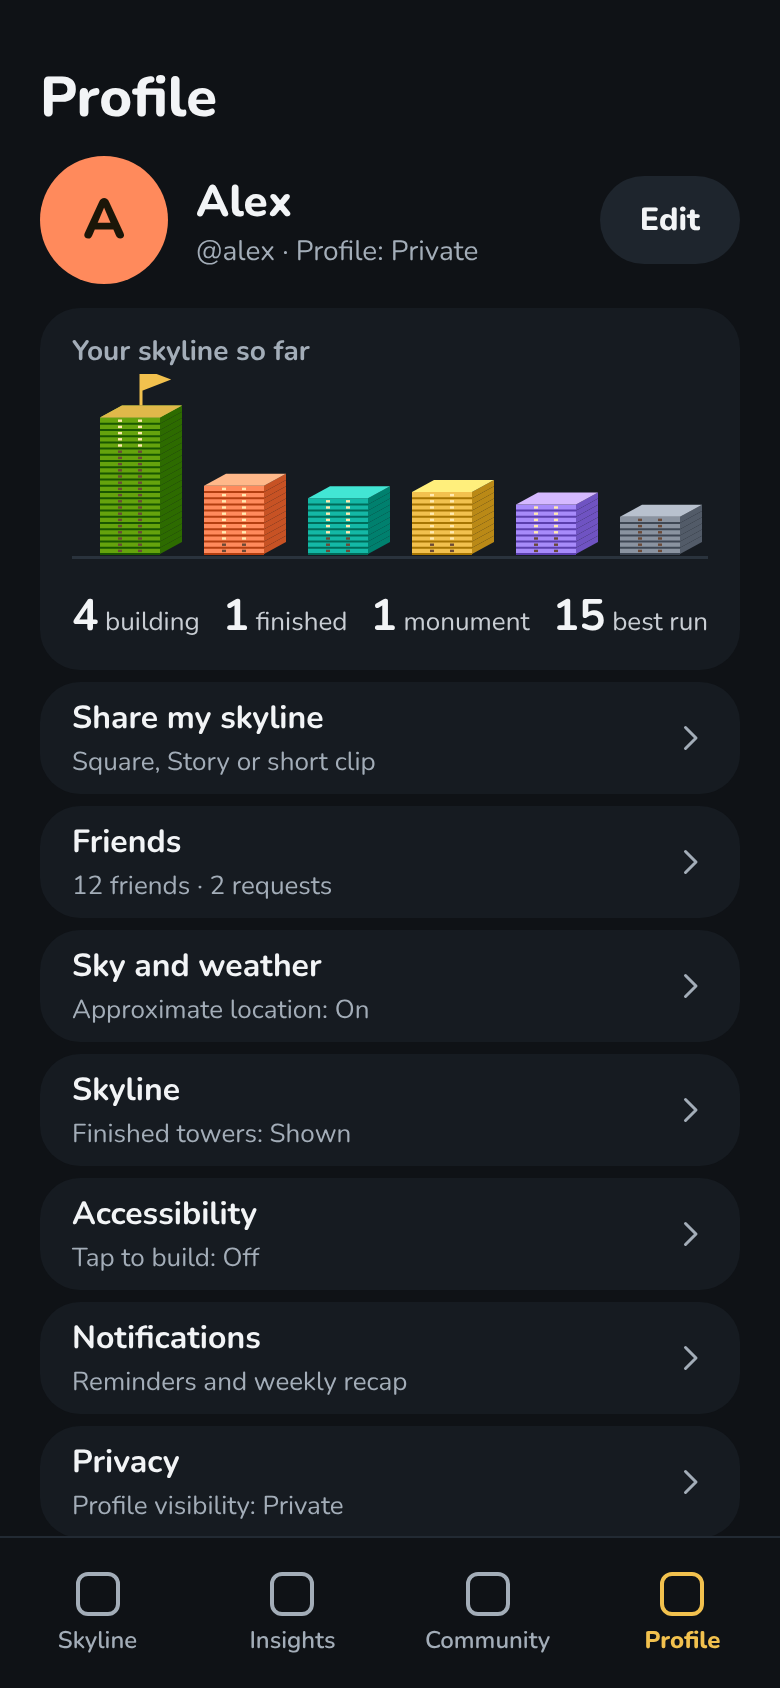 Profile
A
Alex
@alex · Profile: Private
Edit
Your skyline so far
4 building 1 finished 1 monument 15 best run
Share my skyline
Square, Story or short clip
Friends
12 friends · 2 requests
Sky and weather
Approximate location: On
Skyline
Finished towers: Shown
Accessibility
Tap to build: Off
Notifications
Reminders and weekly recap
Privacy
Profile visibility: Private
Skyline Insights Community Profile